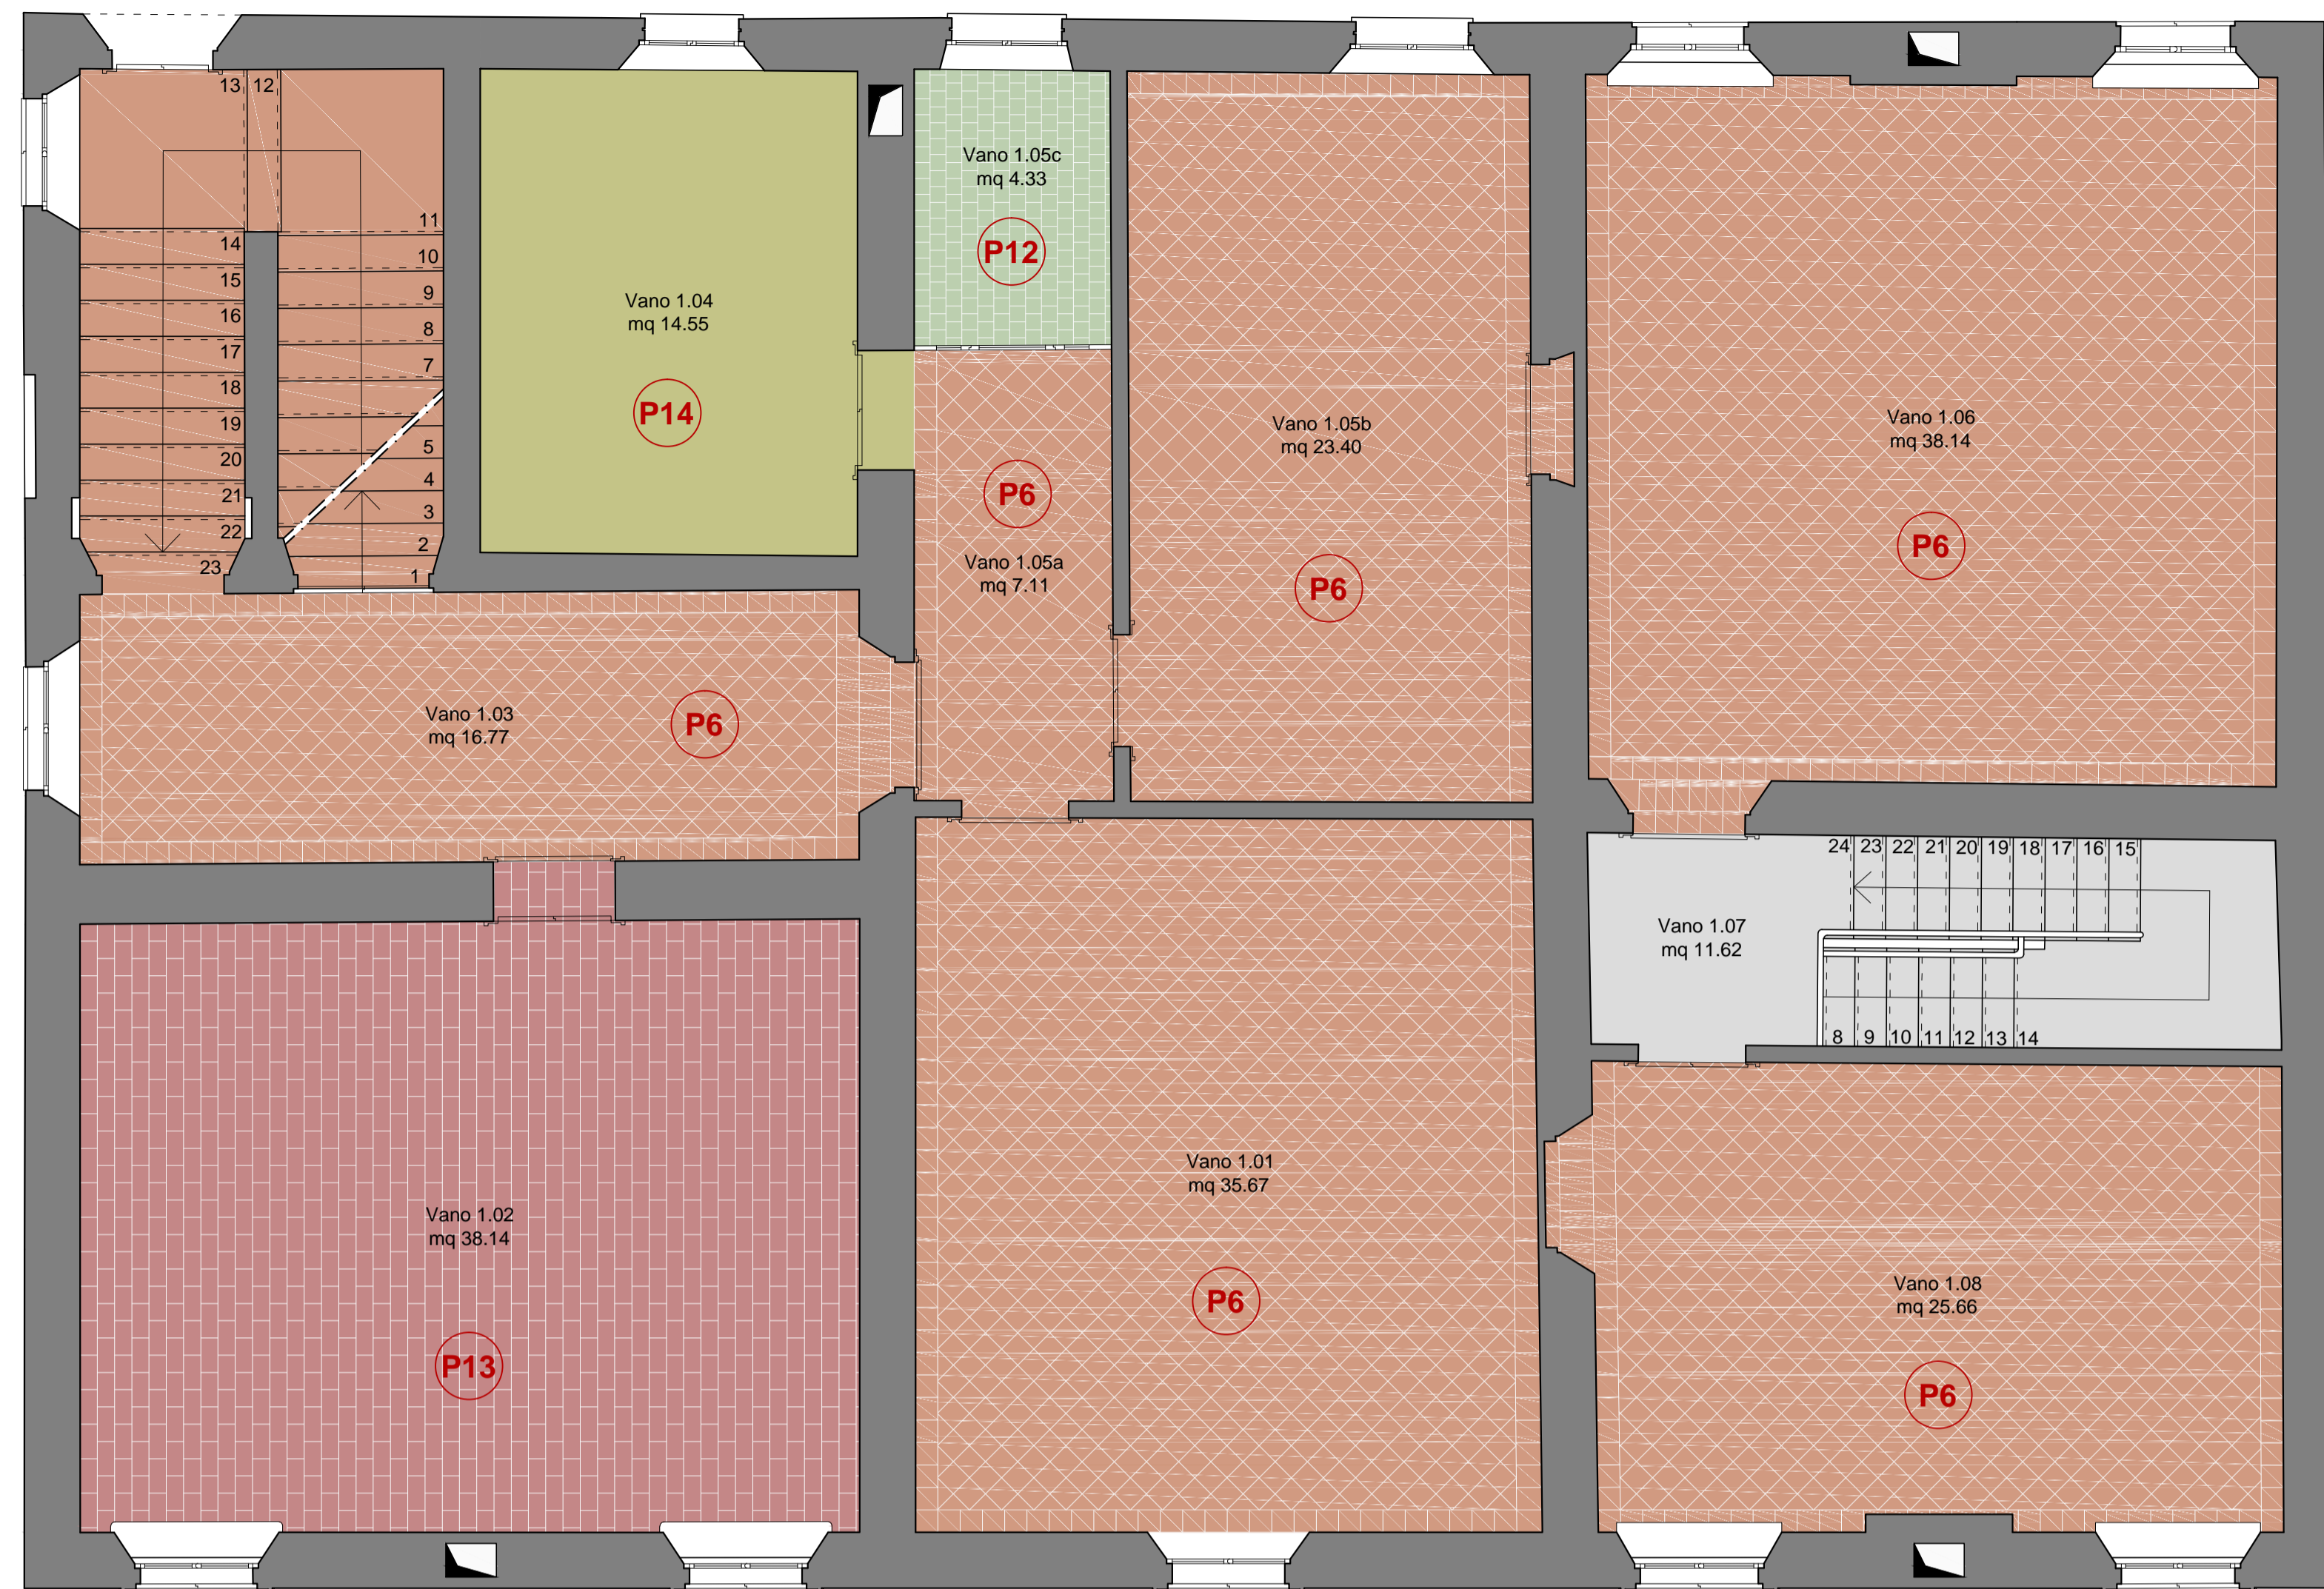 13 12
11
10
9
8
7
5
4
3
2
1
14
15
16
17
18
19
20
21
22
23
Vano 1.04
mq 14.55
P14
Vano 1.05c
mq 4.33
P12
P6
Vano 1.05a
mq 7.11
Vano 1.05b
mq 23.40
P6
Vano 1.06
mq 38.14
P6
Vano 1.03
mq 16.77
P6
24 23 22 21 20 19 18 17 16 15
Vano 1.07
mq 11.62
8 9 10 11 12 13 14
Vano 1.02
mq 38.14
P13
Vano 1.01
mq 35.67
P6
Vano 1.08
mq 25.66
P6